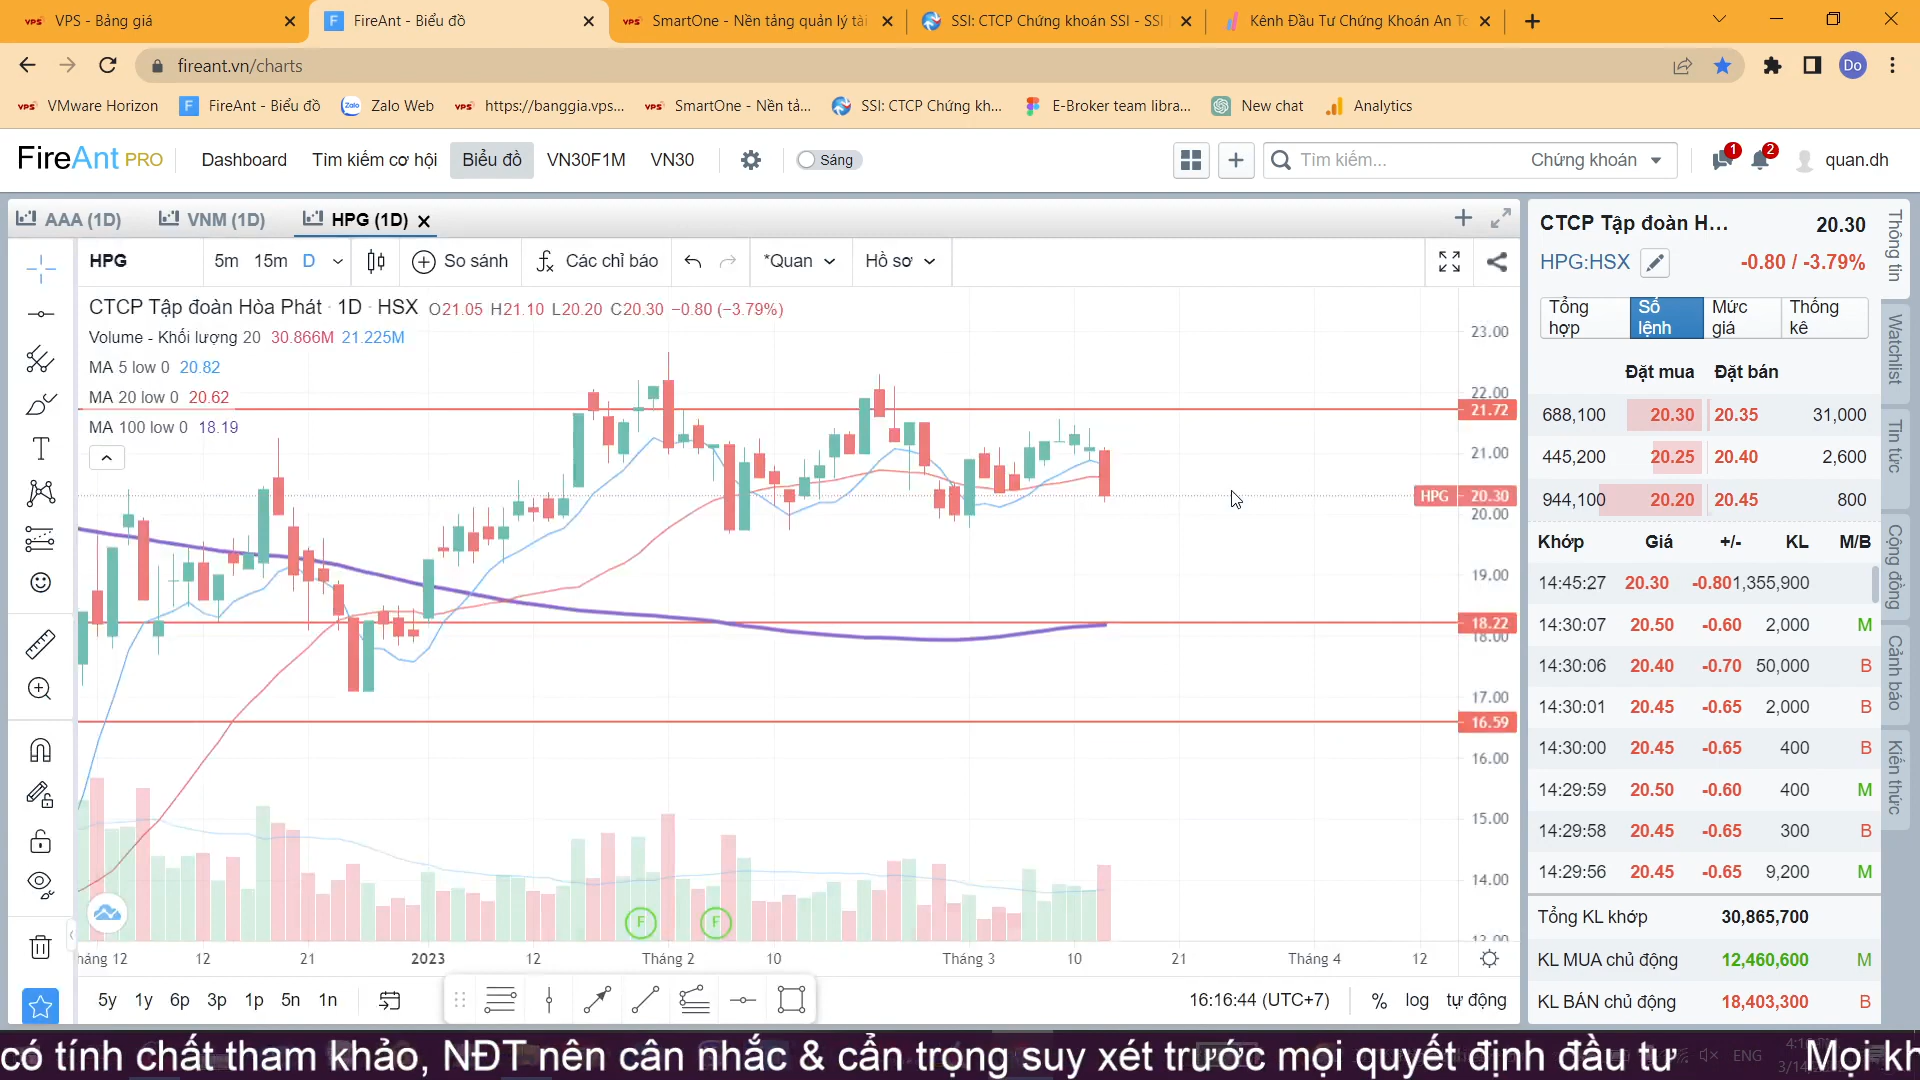 VPS - Bảng giá
FireAnt - Biểu đồ
SmartOne - Nền tảng quản lý tài
SSI: CTCP Chứng khoán SSI - SSI
Kênh Đầu Tư Chứng Khoán An To
fireant.vn/charts
Do
VMware Horizon
FireAnt - Biểu đồ
Zalo Web
https://banggia.vps...
SmartOne - Nền tả...
SSI: CTCP Chứng kh...
E-Broker team libra...
New chat
Analytics
FireAnt PRO
Dashboard
Tìm kiếm cơ hội
Biểu đồ
VN30F1M
VN30
Sáng
Tìm kiếm...
Chứng khoán
1
2
quan.dh
AAA (1D)
VNM (1D)
HPG (1D)
HPG
5m 15m D
So sánh
Các chỉ báo
*Quan
Hồ sơ
CTCP Tập đoàn Hòa Phát · 1D · HSX O21.05 H21.10 L20.20 C20.30 −0.80 (−3.79%)
Volume - Khối lượng 20 30.866M 21.225M
MA 5 low 0 20.82
MA 20 low 0 20.62
MA 100 low 0 18.19
23.00
22.00
21.72
21.00
HPG 20.30
20.00
19.00
18.22
18.00
17.00
16.59
16.00
15.00
14.00
13.00
F
F
háng 12 12 21 2023 12 Tháng 2 10 Tháng 3 10 21 Tháng 4 12
5y 1y 6p 3p 1p 5n 1n
16:16:44 (UTC+7)
% log tự động
CTCP Tập đoàn H... 20.30
HPG:HSX -0.80 / -3.79%
Tổng hợp
Sổ lệnh
Mức giá
Thống kê
Đặt mua Đặt bán
688,100 20.30 20.35 31,000
445,200 20.25 20.40 2,600
944,100 20.20 20.45 800
Khớp Giá +/- KL M/B
14:45:27 20.30 -0.80 1,355,900
14:30:07 20.50 -0.60 2,000 M
14:30:06 20.40 -0.70 50,000 B
14:30:01 20.45 -0.65 2,000 B
14:30:00 20.45 -0.65 400 B
14:29:59 20.50 -0.60 400 M
14:29:58 20.45 -0.65 300 B
14:29:56 20.45 -0.65 9,200 M
Tổng KL khớp 30,865,700
KL MUA chủ động 12,460,600 M
KL BÁN chủ động 18,403,300 B
Thông tin
Watchlist
Tin tức
Cộng đồng
Cảnh báo
Kiến thức
có tính chất tham khảo, NĐT nên cân nhắc & cẩn trọng suy xét trước mọi quyết định đầu tư
Mọi kh
ENG